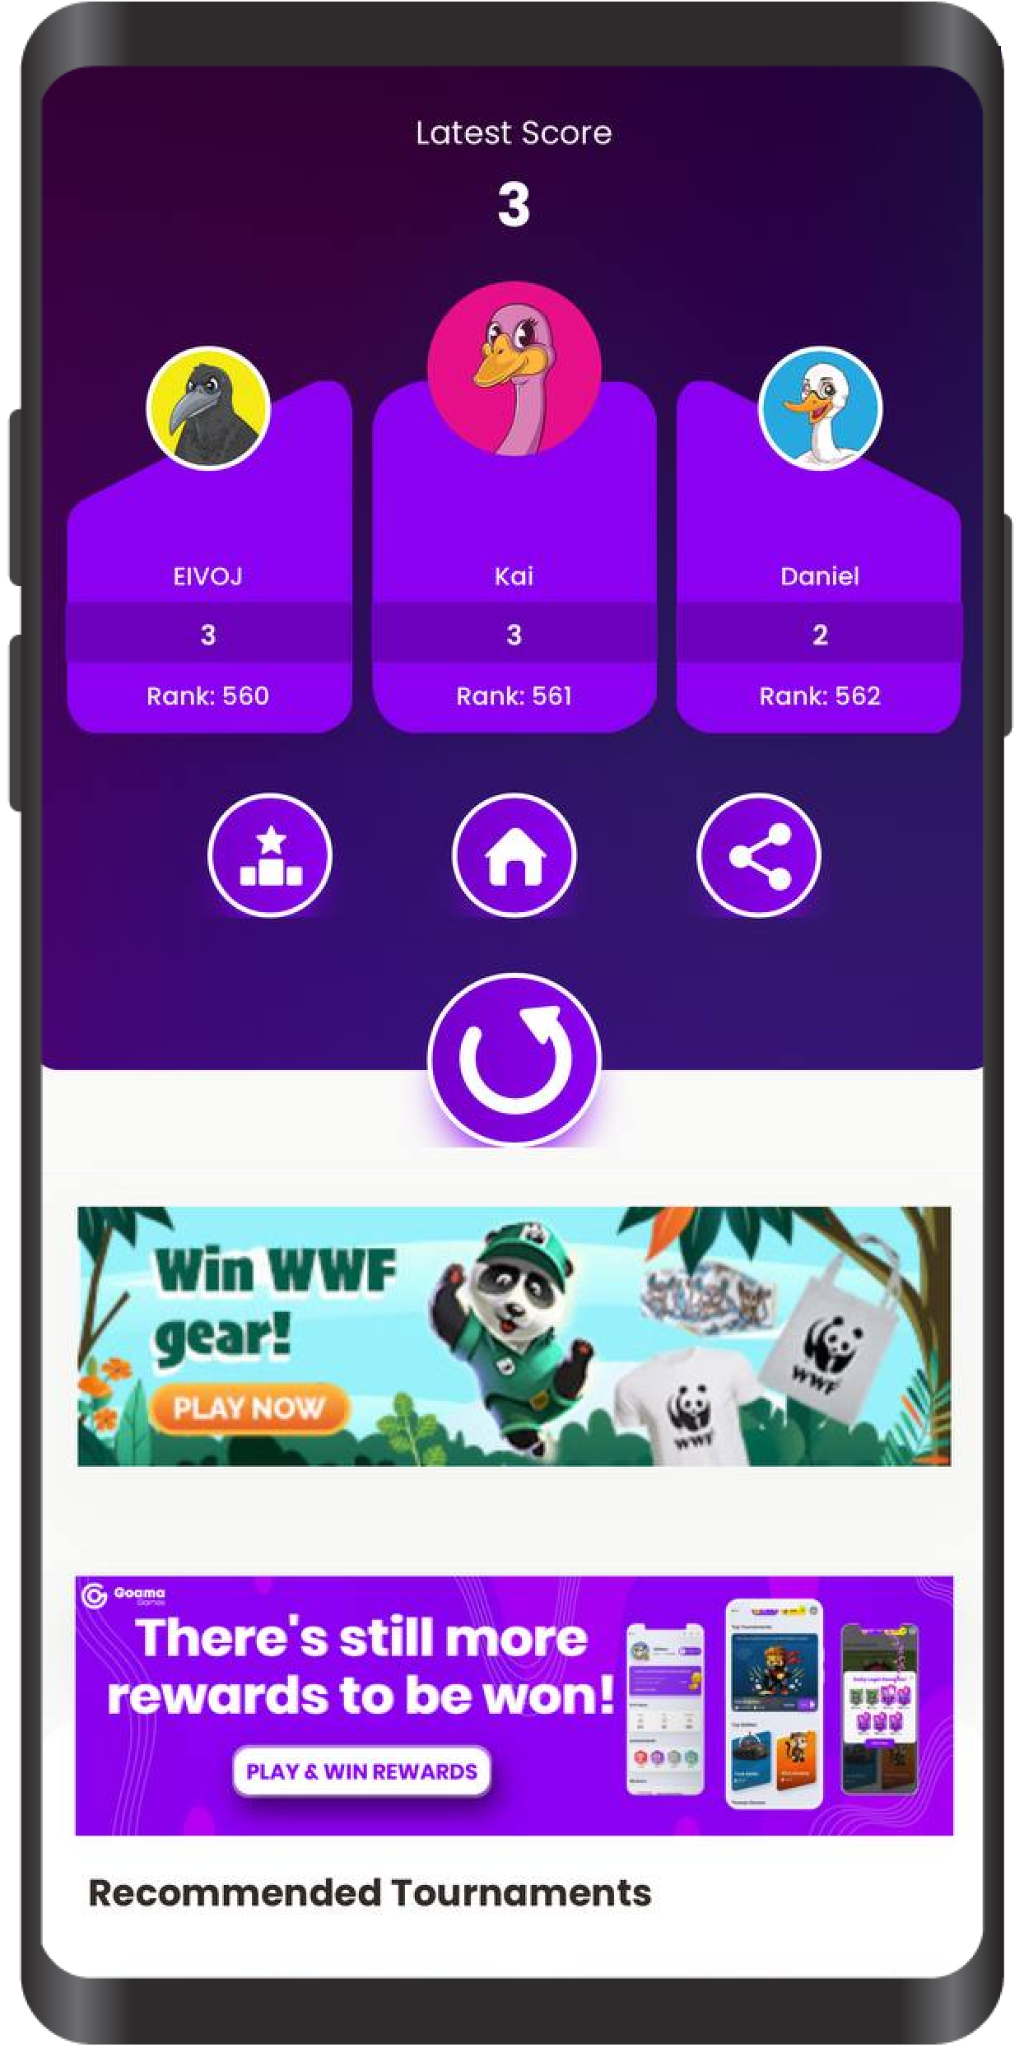 Latest Score
3
EIVOJ
Kai
Daniel
3
3
2
Rank: 560
Rank: 561
Rank: 562
Win WWF
gear!
PLAY NOW
WWF
WWF
Goama
Games
There's still more
rewards to be won!
PLAY & WIN REWARDS
Recommended Tournaments